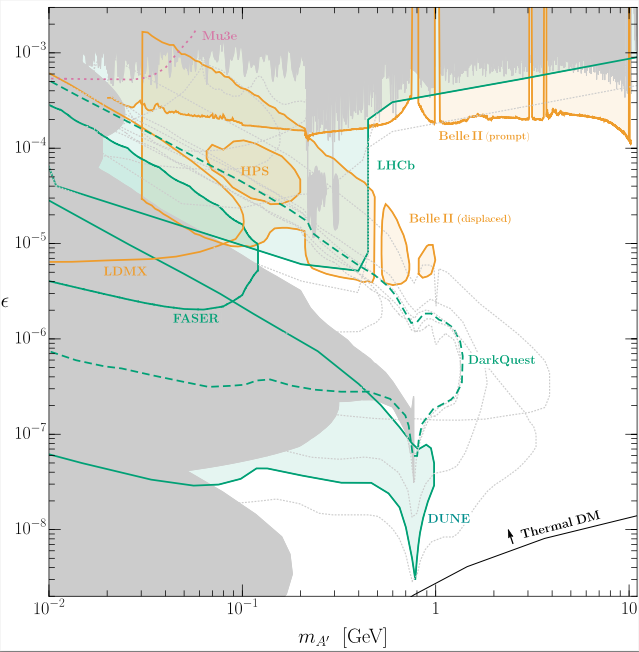 Mu3e
10⁻³
10⁻⁴
Belle II (prompt)
LHCb
HPS
Belle II (displaced)
10⁻⁵
LDMX
ϵ
FASER
10⁻⁶
DarkQuest
10⁻⁷
DUNE
Thermal DM
10⁻⁸
10⁻² 10⁻¹ 1 10
m_A′ [GeV]